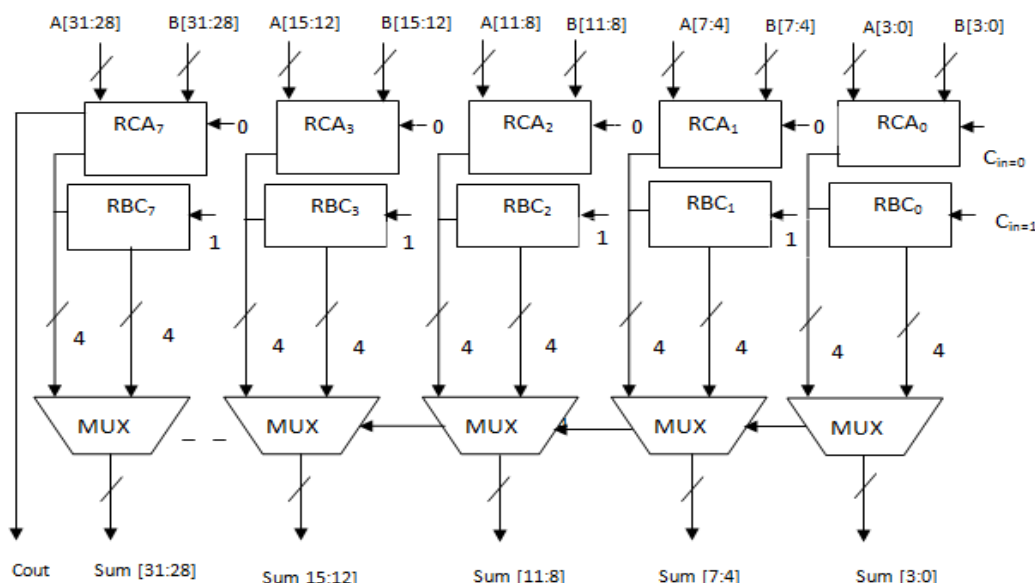 A[31:28] B[31:28] A[15:12] B[15:12] A[11:8] B[11:8] A[7:4] B[7:4] A[3:0] B[3:0]
RCA₇ 0 RCA₃ 0 RCA₂ 0 RCA₁ 0 RCA₀
Cin=0
RBC₇ RBC₃ RBC₂ RBC₁ RBC₀
1 1 1 1 Cin=1
4 4 4 4 4 4 4 4 4 4
MUX _ _ MUX MUX MUX MUX
Cout Sum [31:28] Sum 15:12] Sum [11:8] Sum [7:4] Sum [3:0]